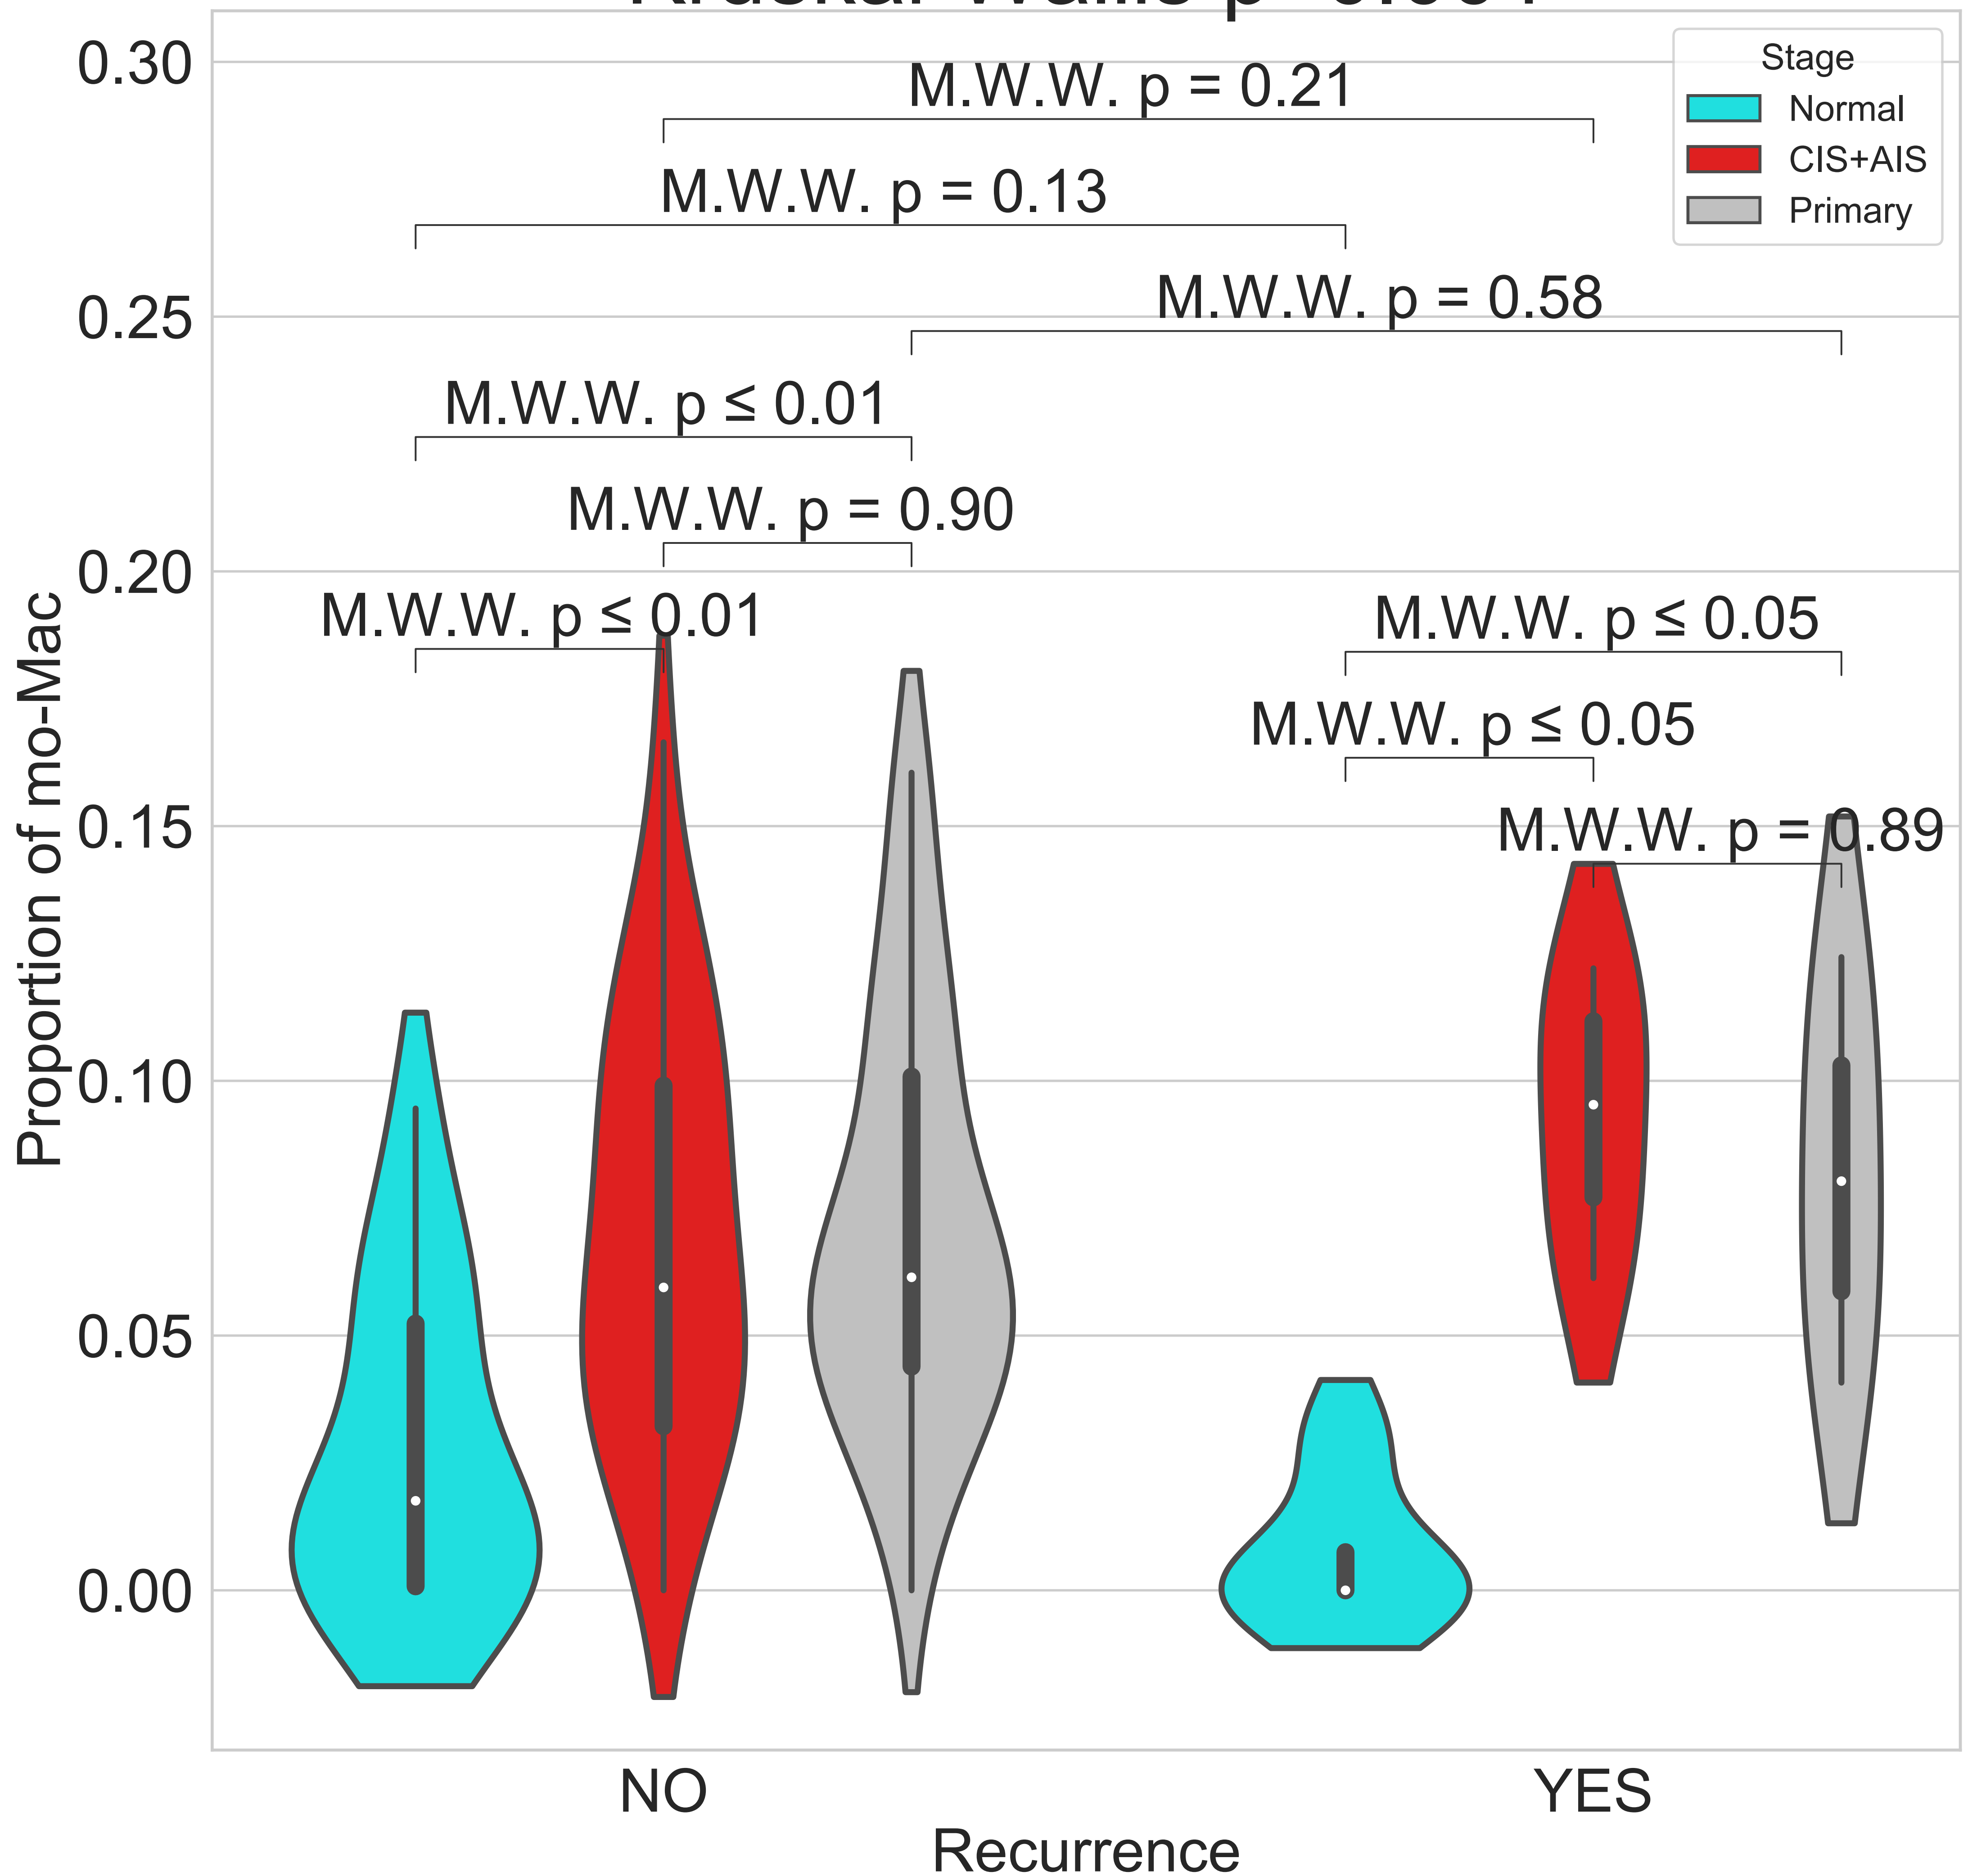 0.30
0.25
0.20
0.15
0.10
0.05
0.00
Proportion of mo-Mac
M.W.W. p = 0.21
M.W.W. p = 0.13
M.W.W. p = 0.58
M.W.W. p ≤ 0.01
M.W.W. p = 0.90
M.W.W. p ≤ 0.01
M.W.W. p ≤ 0.05
M.W.W. p ≤ 0.05
M.W.W. p = 0.89
Stage
Normal
CIS+AIS
Primary
NO
YES
Recurrence